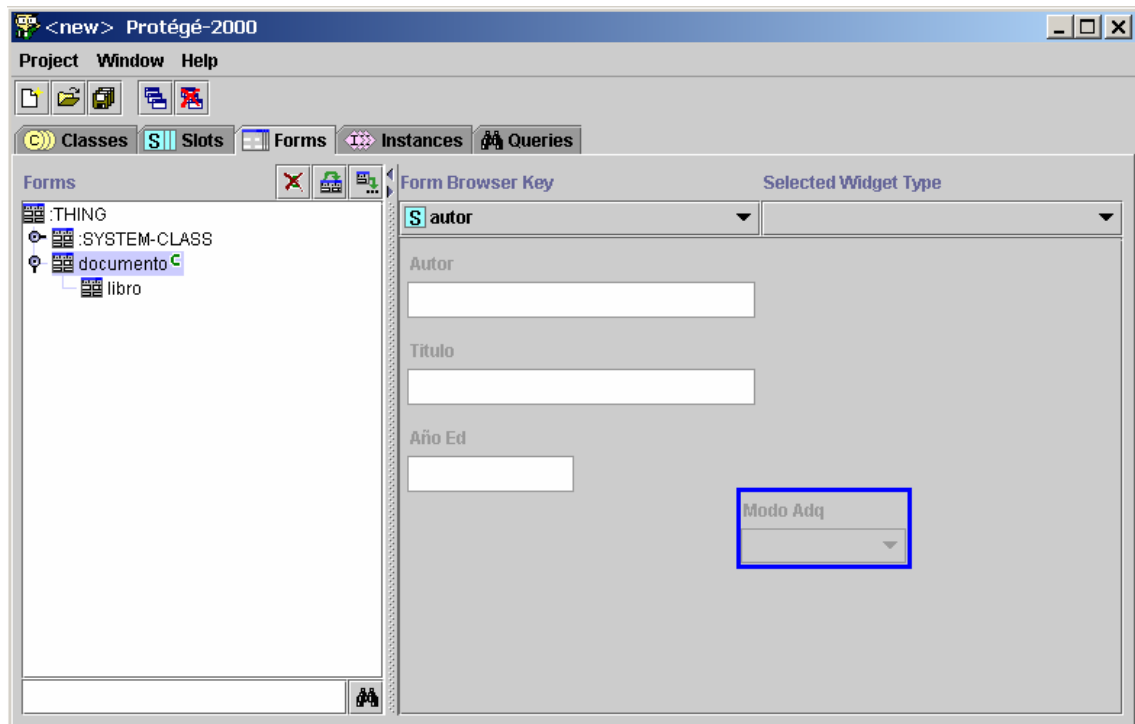 <new> Protégé-2000
Project Window Help
C Classes S Slots Forms I Instances Queries
Forms
Form Browser Key
Selected Widget Type
S autor
:THING
:SYSTEM-CLASS
documento C
libro
Autor
Titulo
Año Ed
Modo Adq